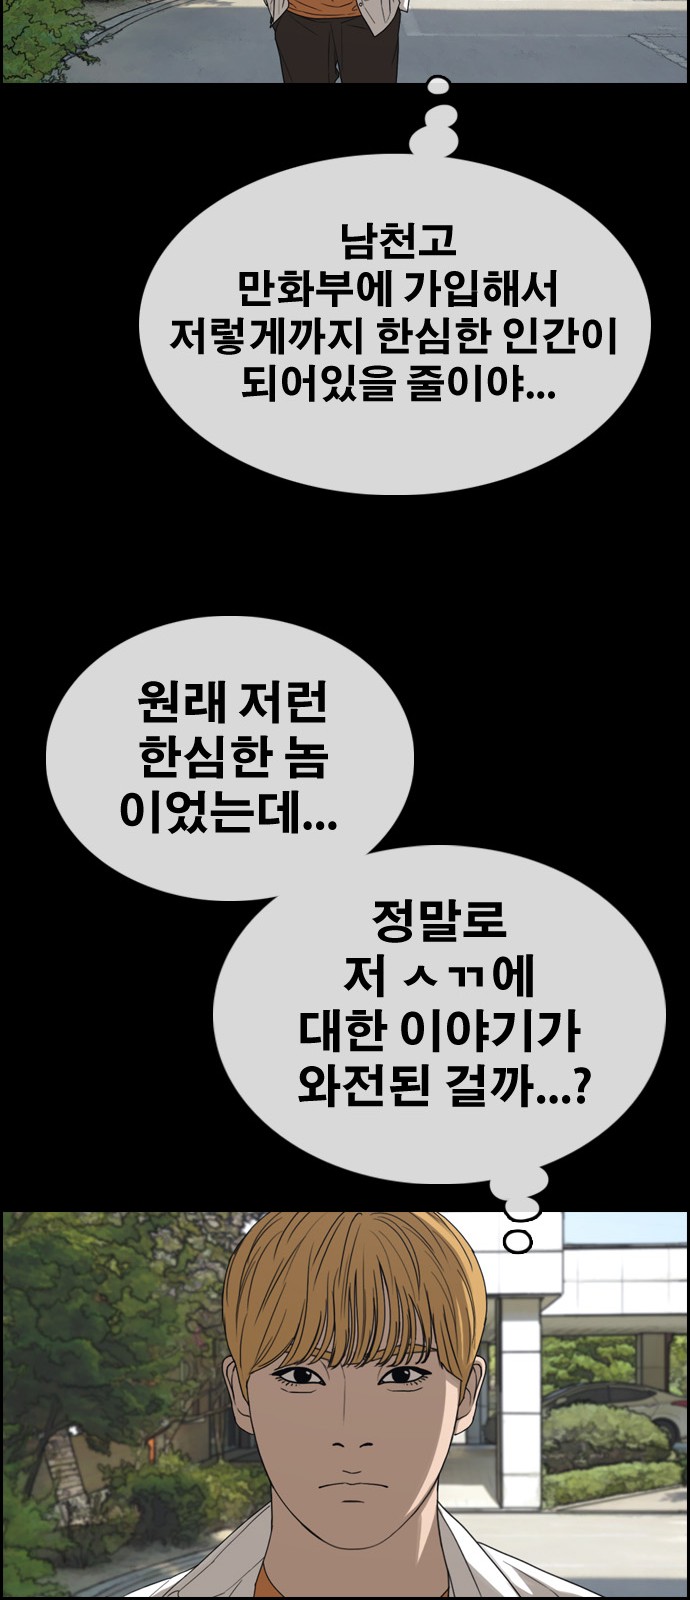 남천고
만화부에 가입해서
저렇게까지 한심한 인간이
되어있을 줄이야...
원래 저런
한심한 놈
이었는데...
정말로
저 ㅅㄲ에
대한 이야기가
와전된 걸까...?